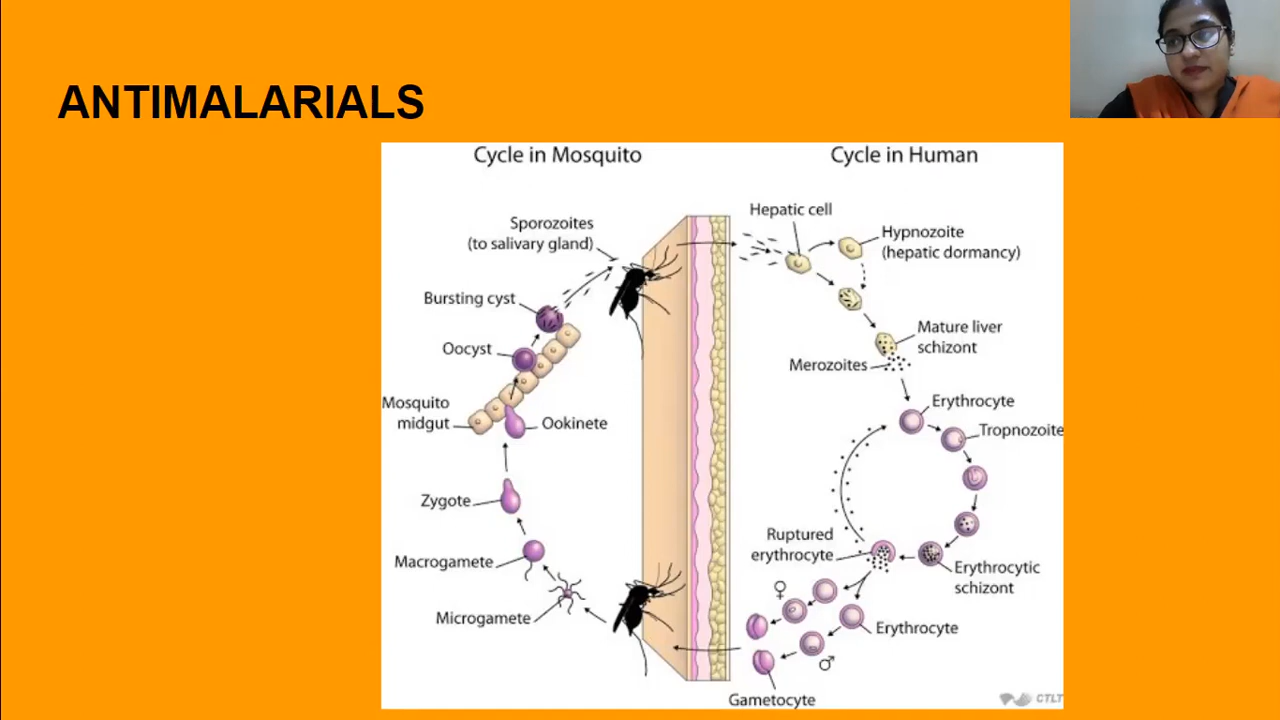 ANTIMALARIALS
Cycle in Mosquito
Cycle in Human
Sporozoites
(to salivary gland)
Bursting cyst
Oocyst
Mosquito
midgut
Ookinete
Zygote
Macrogamete
Microgamete
Hepatic cell
Hypnozoite
(hepatic dormancy)
Mature liver
schizont
Merozoites
Erythrocyte
Tropnozoite
Ruptured
erythrocyte
Erythrocytic
schizont
♀
Erythrocyte
♂
Gametocyte
CTLT